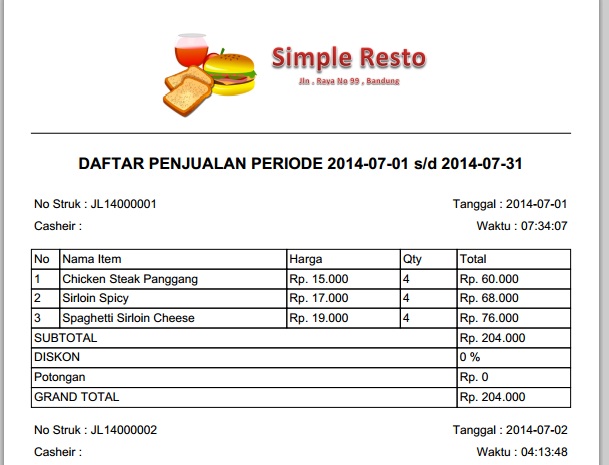 Simple Resto
Jln . Raya No 99 , Bandung
DAFTAR PENJUALAN PERIODE 2014-07-01 s/d 2014-07-31
No Struk : JL14000001 Tanggal : 2014-07-01
Casheir : Waktu : 07:34:07
No Nama Item Harga Qty Total
1 Chicken Steak Panggang Rp. 15.000 4 Rp. 60.000
2 Sirloin Spicy Rp. 17.000 4 Rp. 68.000
3 Spaghetti Sirloin Cheese Rp. 19.000 4 Rp. 76.000
SUBTOTAL Rp. 204.000
DISKON 0 %
Potongan Rp. 0
GRAND TOTAL Rp. 204.000
No Struk : JL14000002 Tanggal : 2014-07-02
Casheir : Waktu : 04:13:48